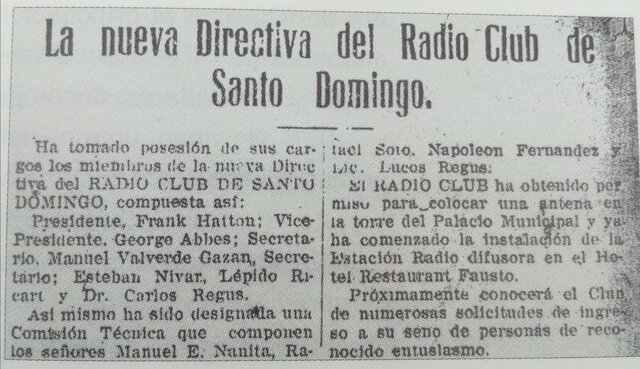 La nueva Directiva del Radio Club de
Santo Domingo.
Ha tomado posesión de sus car-
gos los miembros de la nueva Direc
tiva del RADIO CLUB DE SANTO
DOMINGO, compuesta así:
Presidente, Frank Hatton; Vice-
Presidente, George Abbes; Secreta-
rio, Manuel Valverde Gazan, Secre-
tario; Esteban Nivar, Lépido Ri-
cart y Dr. Carlos Regus.
Así mismo ha sido designada una
Comisión Técnica que componen
los señores Manuel E. Nanita, Ra-
fael Soto, Napoleon Fernandez y
Lic. Lucos Regus:
El RADIO CLUB ha obtenido per
miso para colocar una antena en
la torre del Palacio Municipal y ya
ha comenzado la instalación de la
Estación Radio difusora en el Ho-
tel Restaurant Fausto.
Próximamente conocerá el Club
de numerosas solicitudes de ingre-
so a su seno de personas de reco-
nocido entusiasmo.